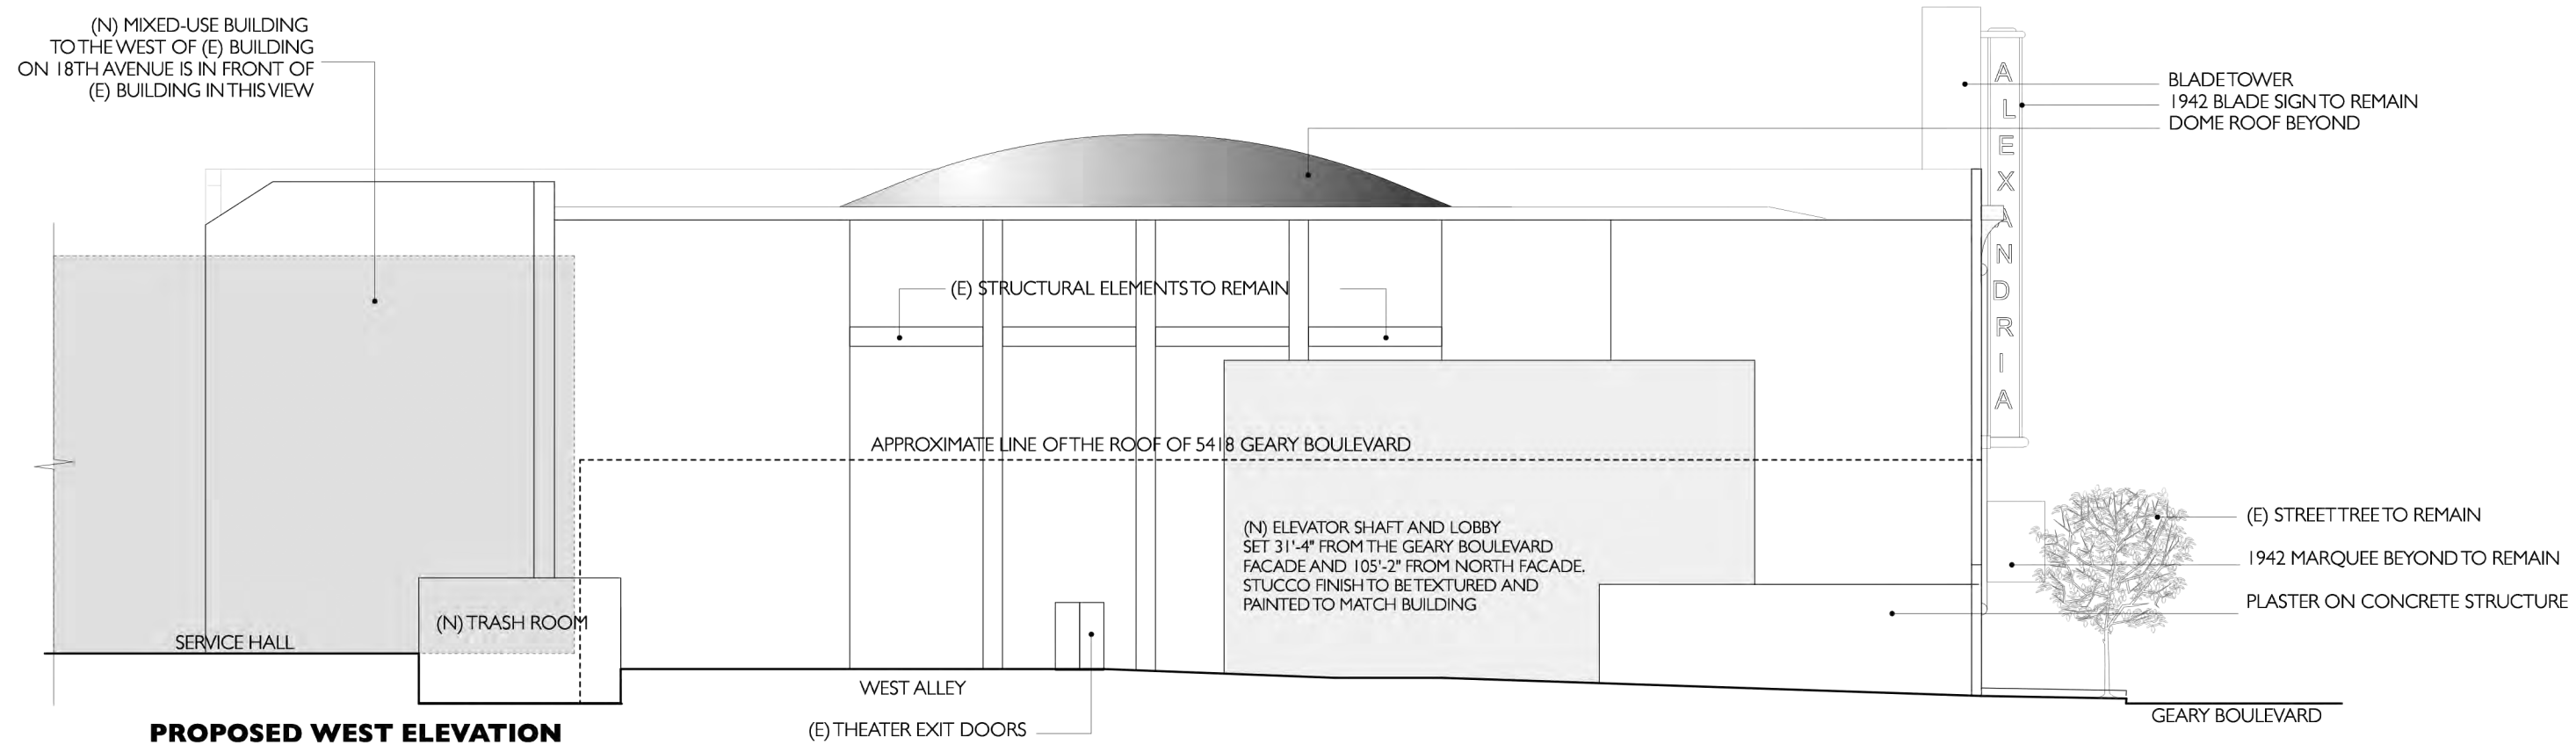 (N) MIXED-USE BUILDING
TO THE WEST OF (E) BUILDING
ON 18TH AVENUE IS IN FRONT OF
(E) BUILDING IN THIS VIEW
BLADE TOWER
1942 BLADE SIGN TO REMAIN
DOME ROOF BEYOND
ALEXANDRIA
(E) STRUCTURAL ELEMENTS TO REMAIN
APPROXIMATE LINE OF THE ROOF OF 5418 GEARY BOULEVARD
(N) ELEVATOR SHAFT AND LOBBY
SET 31'-4" FROM THE GEARY BOULEVARD
FACADE AND 105'-2" FROM NORTH FACADE.
STUCCO FINISH TO BE TEXTURED AND
PAINTED TO MATCH BUILDING
(E) STREET TREE TO REMAIN
1942 MARQUEE BEYOND TO REMAIN
PLASTER ON CONCRETE STRUCTURE
(N) TRASH ROOM
SERVICE HALL
WEST ALLEY
(E) THEATER EXIT DOORS
GEARY BOULEVARD
PROPOSED WEST ELEVATION